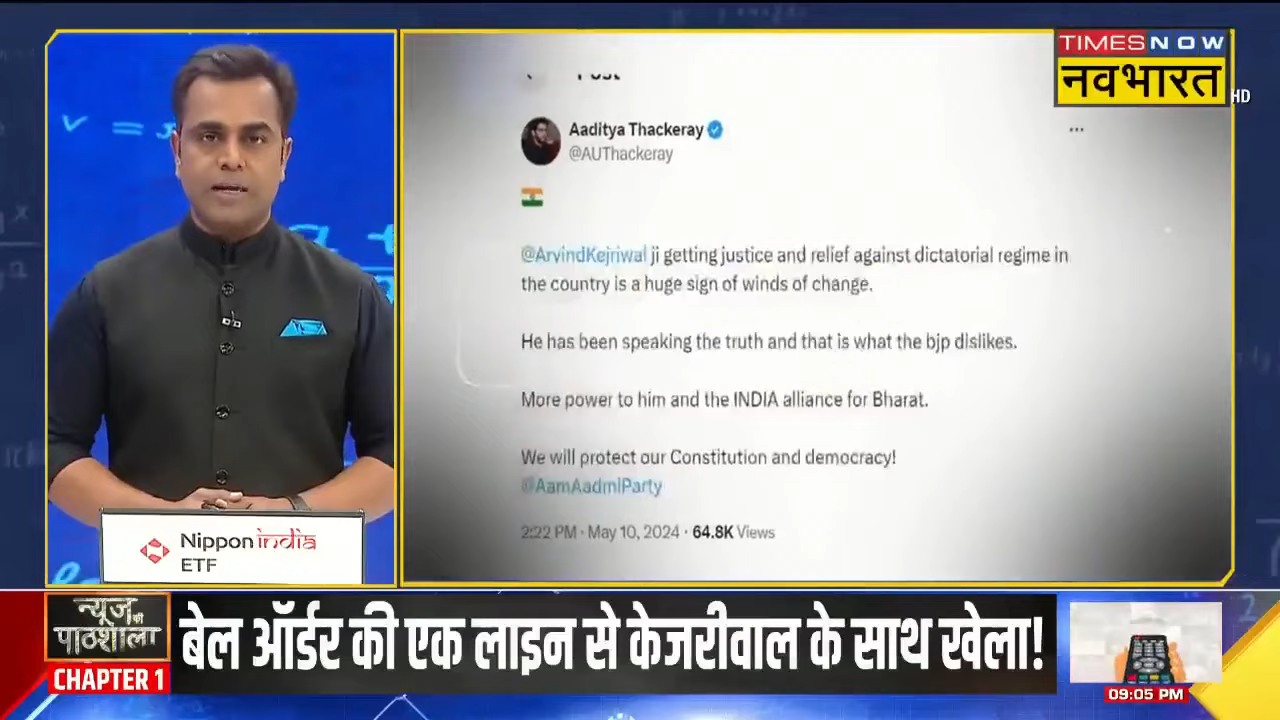 TIMES NOW
नवभारत
HD
Post
Aaditya Thackeray
@AUThackeray
@ArvindKejriwal ji getting justice and relief against dictatorial regime in
the country is a huge sign of winds of change.
He has been speaking the truth and that is what the bjp dislikes.
More power to him and the INDIA alliance for Bharat.
We will protect our Constitution and democracy!
@AamAadmiParty
2:22 PM · May 10, 2024 · 64.8K Views
Nippon india
ETF
न्यूज की
पाठशाला
CHAPTER 1
बेल ऑर्डर की एक लाइन से केजरीवाल के साथ खेला!
09:05 PM